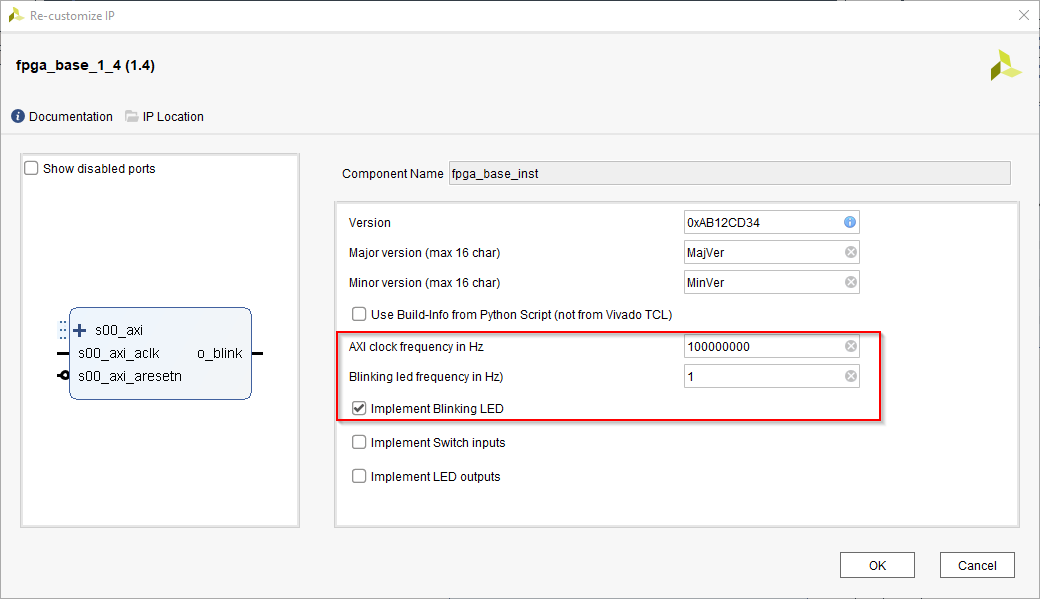 Re-customize IP
fpga_base_1_4 (1.4)
Documentation IP Location
Show disabled ports
s00_axi
s00_axi_aclk o_blink
s00_axi_aresetn
Component Name fpga_base_inst
Version 0xAB12CD34
Major version (max 16 char) MajVer
Minor version (max 16 char) MinVer
Use Build-Info from Python Script (not from Vivado TCL)
AXI clock frequency in Hz 100000000
Blinking led frequency in Hz) 1
Implement Blinking LED
Implement Switch inputs
Implement LED outputs
OK Cancel